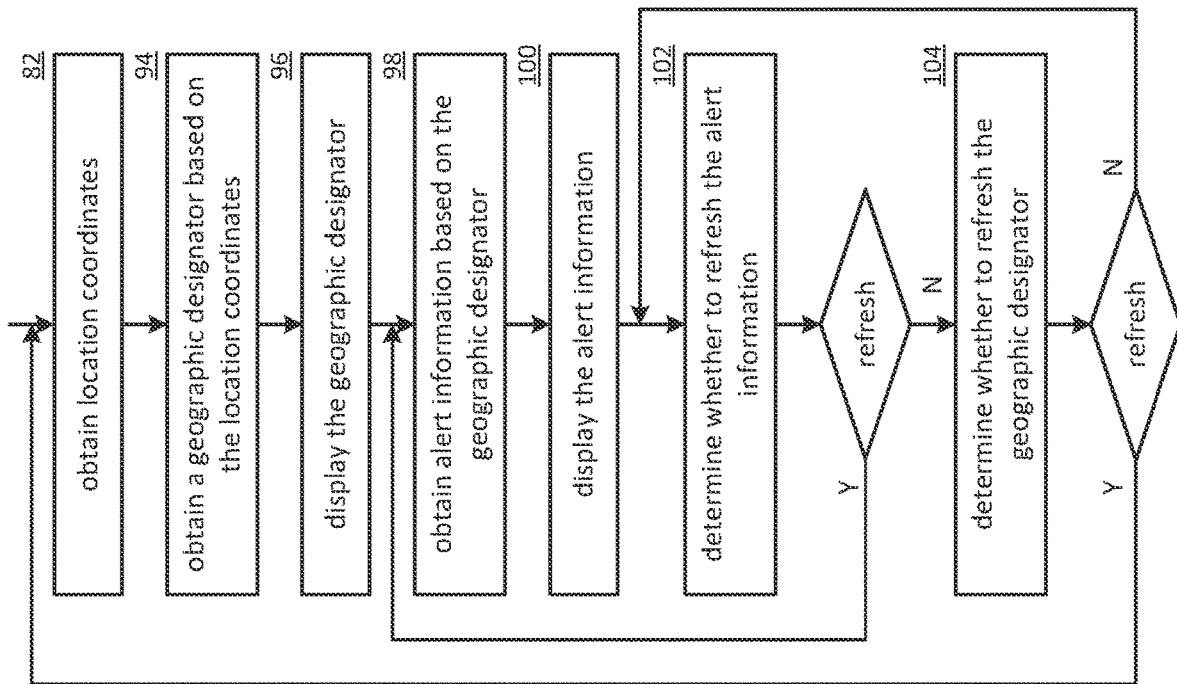 82
obtain location coordinates
94
obtain a geographic designator based on
the location coordinates
96
display the geographic designator
98
obtain alert information based on the
geographic designator
100
display the alert information
102
determine whether to refresh the alert
information
refresh
Y
N
104
determine whether to refresh the
geographic designator
refresh
Y
N